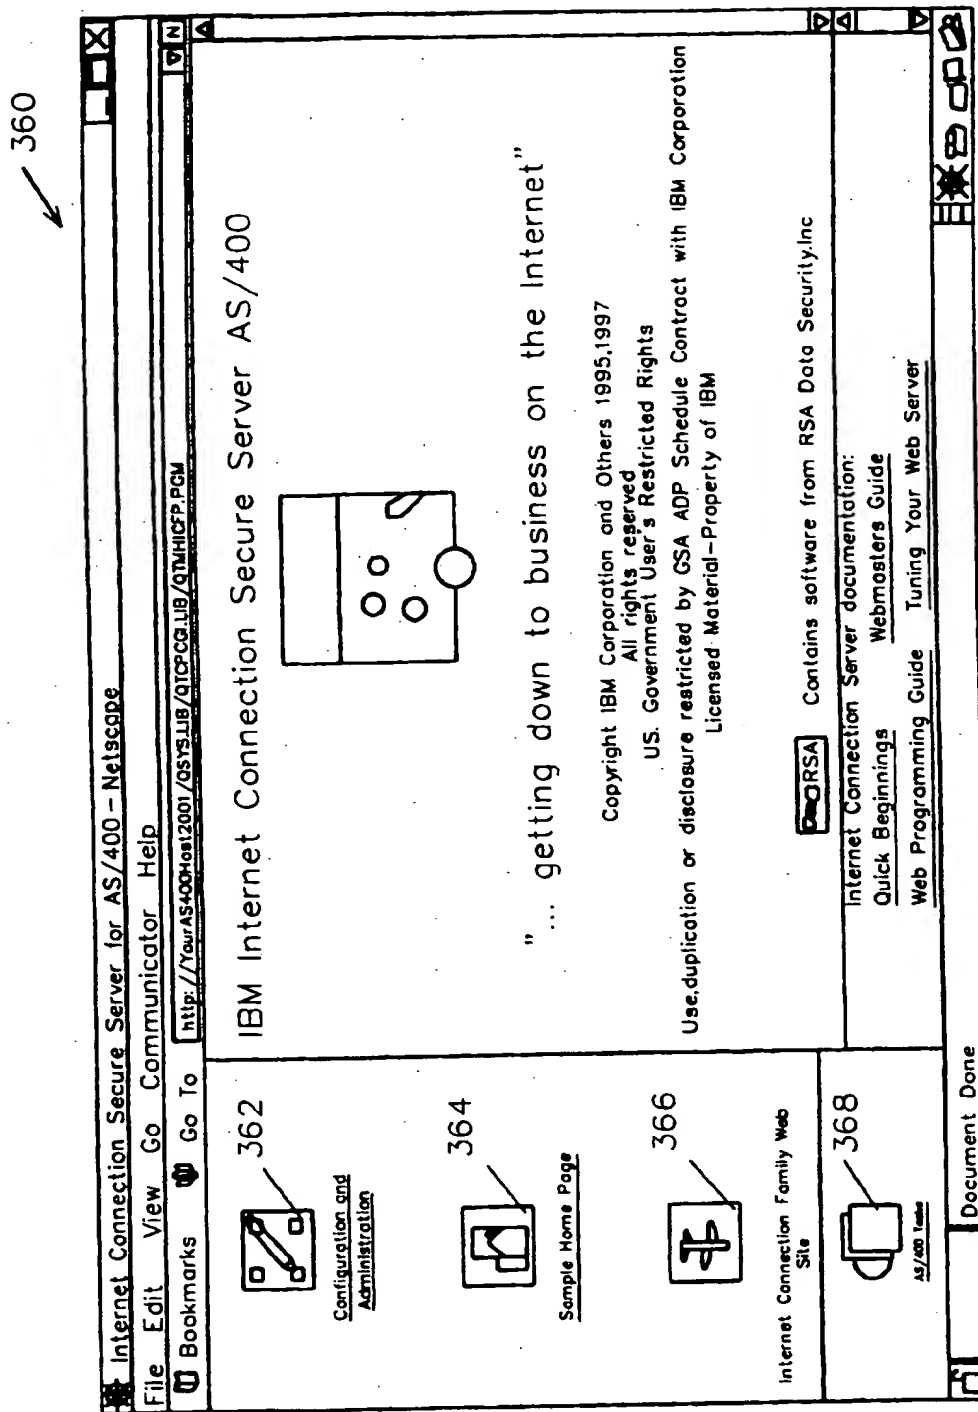 360
Internet Connection Secure Server for AS/400 - Netscape
File Edit View Go Communicator Help
Bookmarks Go To http: //YourAS400Host2001/QSYS.LIB/QTCPCGI.LIB/QTMHICFP.PGM
N
362
Configuration and
Administration
364
Sample Home Page
366
Internet Connection Family Web
Site
368
AS/400 Tasks
IBM Internet Connection Secure Server AS/400
"... getting down to business on the Internet"
Copyright IBM Corporation and Others 1995,1997
All rights reserved
US. Government User's Restricted Rights
Use,duplication or disclosure restricted by GSA ADP Schedule Contract with IBM Corporation
Licensed Material-Property of IBM
RSA Contains software from RSA Data Security.Inc
Internet Connection Server documentation:
Quick Beginnings Webmasters Guide
Web Programming Guide Tuning Your Web Server
Document Done